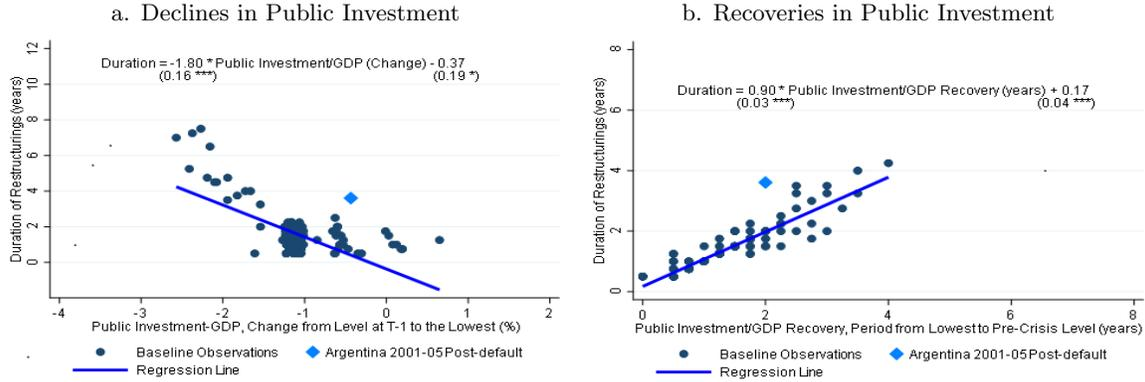 a. Declines in Public Investment
Duration = -1.80 * Public Investment/GDP (Change) - 0.37
(0.16 ***) (0.19 *)
Duration of Restructurings (years)
12
10
8
6
4
2
0
-4 -3 -2 -1 0 1 2
Public Investment-GDP, Change from Level at T-1 to the Lowest (%)
Baseline Observations Argentina 2001-05 Post-default
Regression Line
b. Recoveries in Public Investment
Duration = 0.90 * Public Investment/GDP Recovery (years) + 0.17
(0.03 ***) (0.04 ***)
Duration of Restructurings (years)
8
6
4
2
0
0 2 4 6 8
Public Investment/GDP Recovery, Period from Lowest to Pre-Crisis Level (years)
Baseline Observations Argentina 2001-05 Post-default
Regression Line